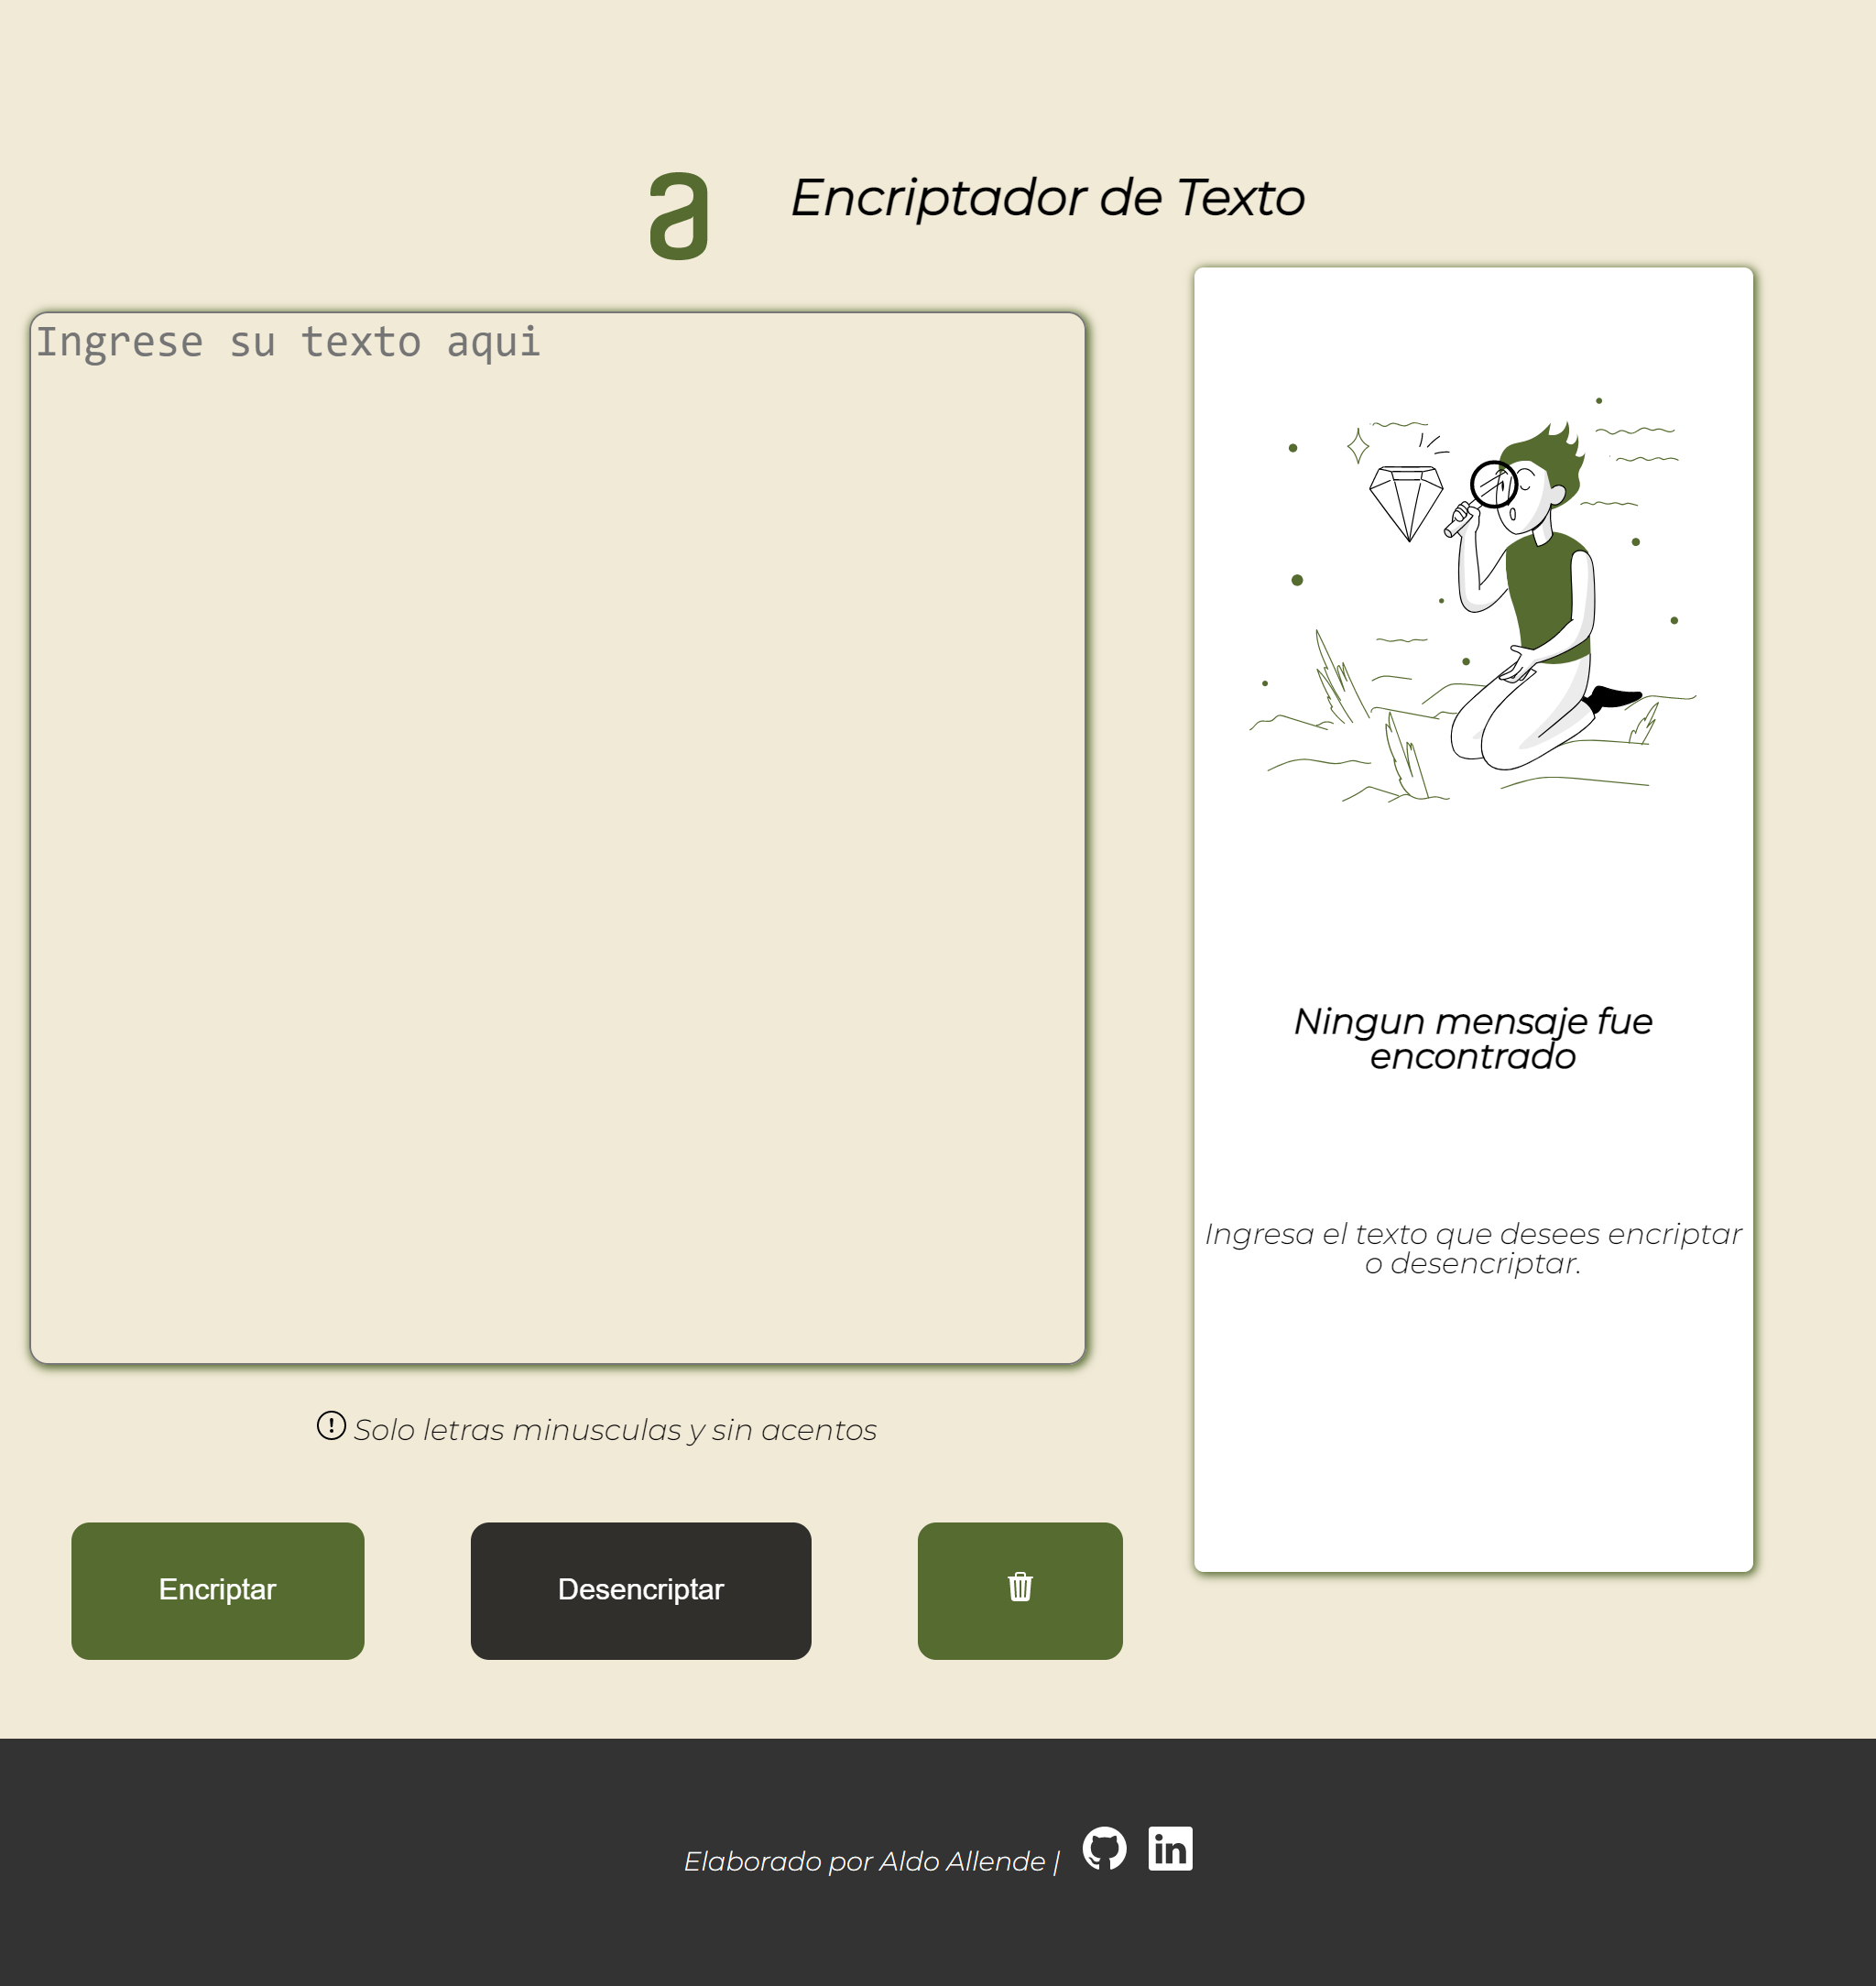 a
Encriptador de Texto
Ingrese su texto aqui
Solo letras minusculas y sin acentos
Encriptar
Desencriptar
Ningun mensaje fue
encontrado
Ingresa el texto que desees encriptar
o desencriptar.
Elaborado por Aldo Allende |
in